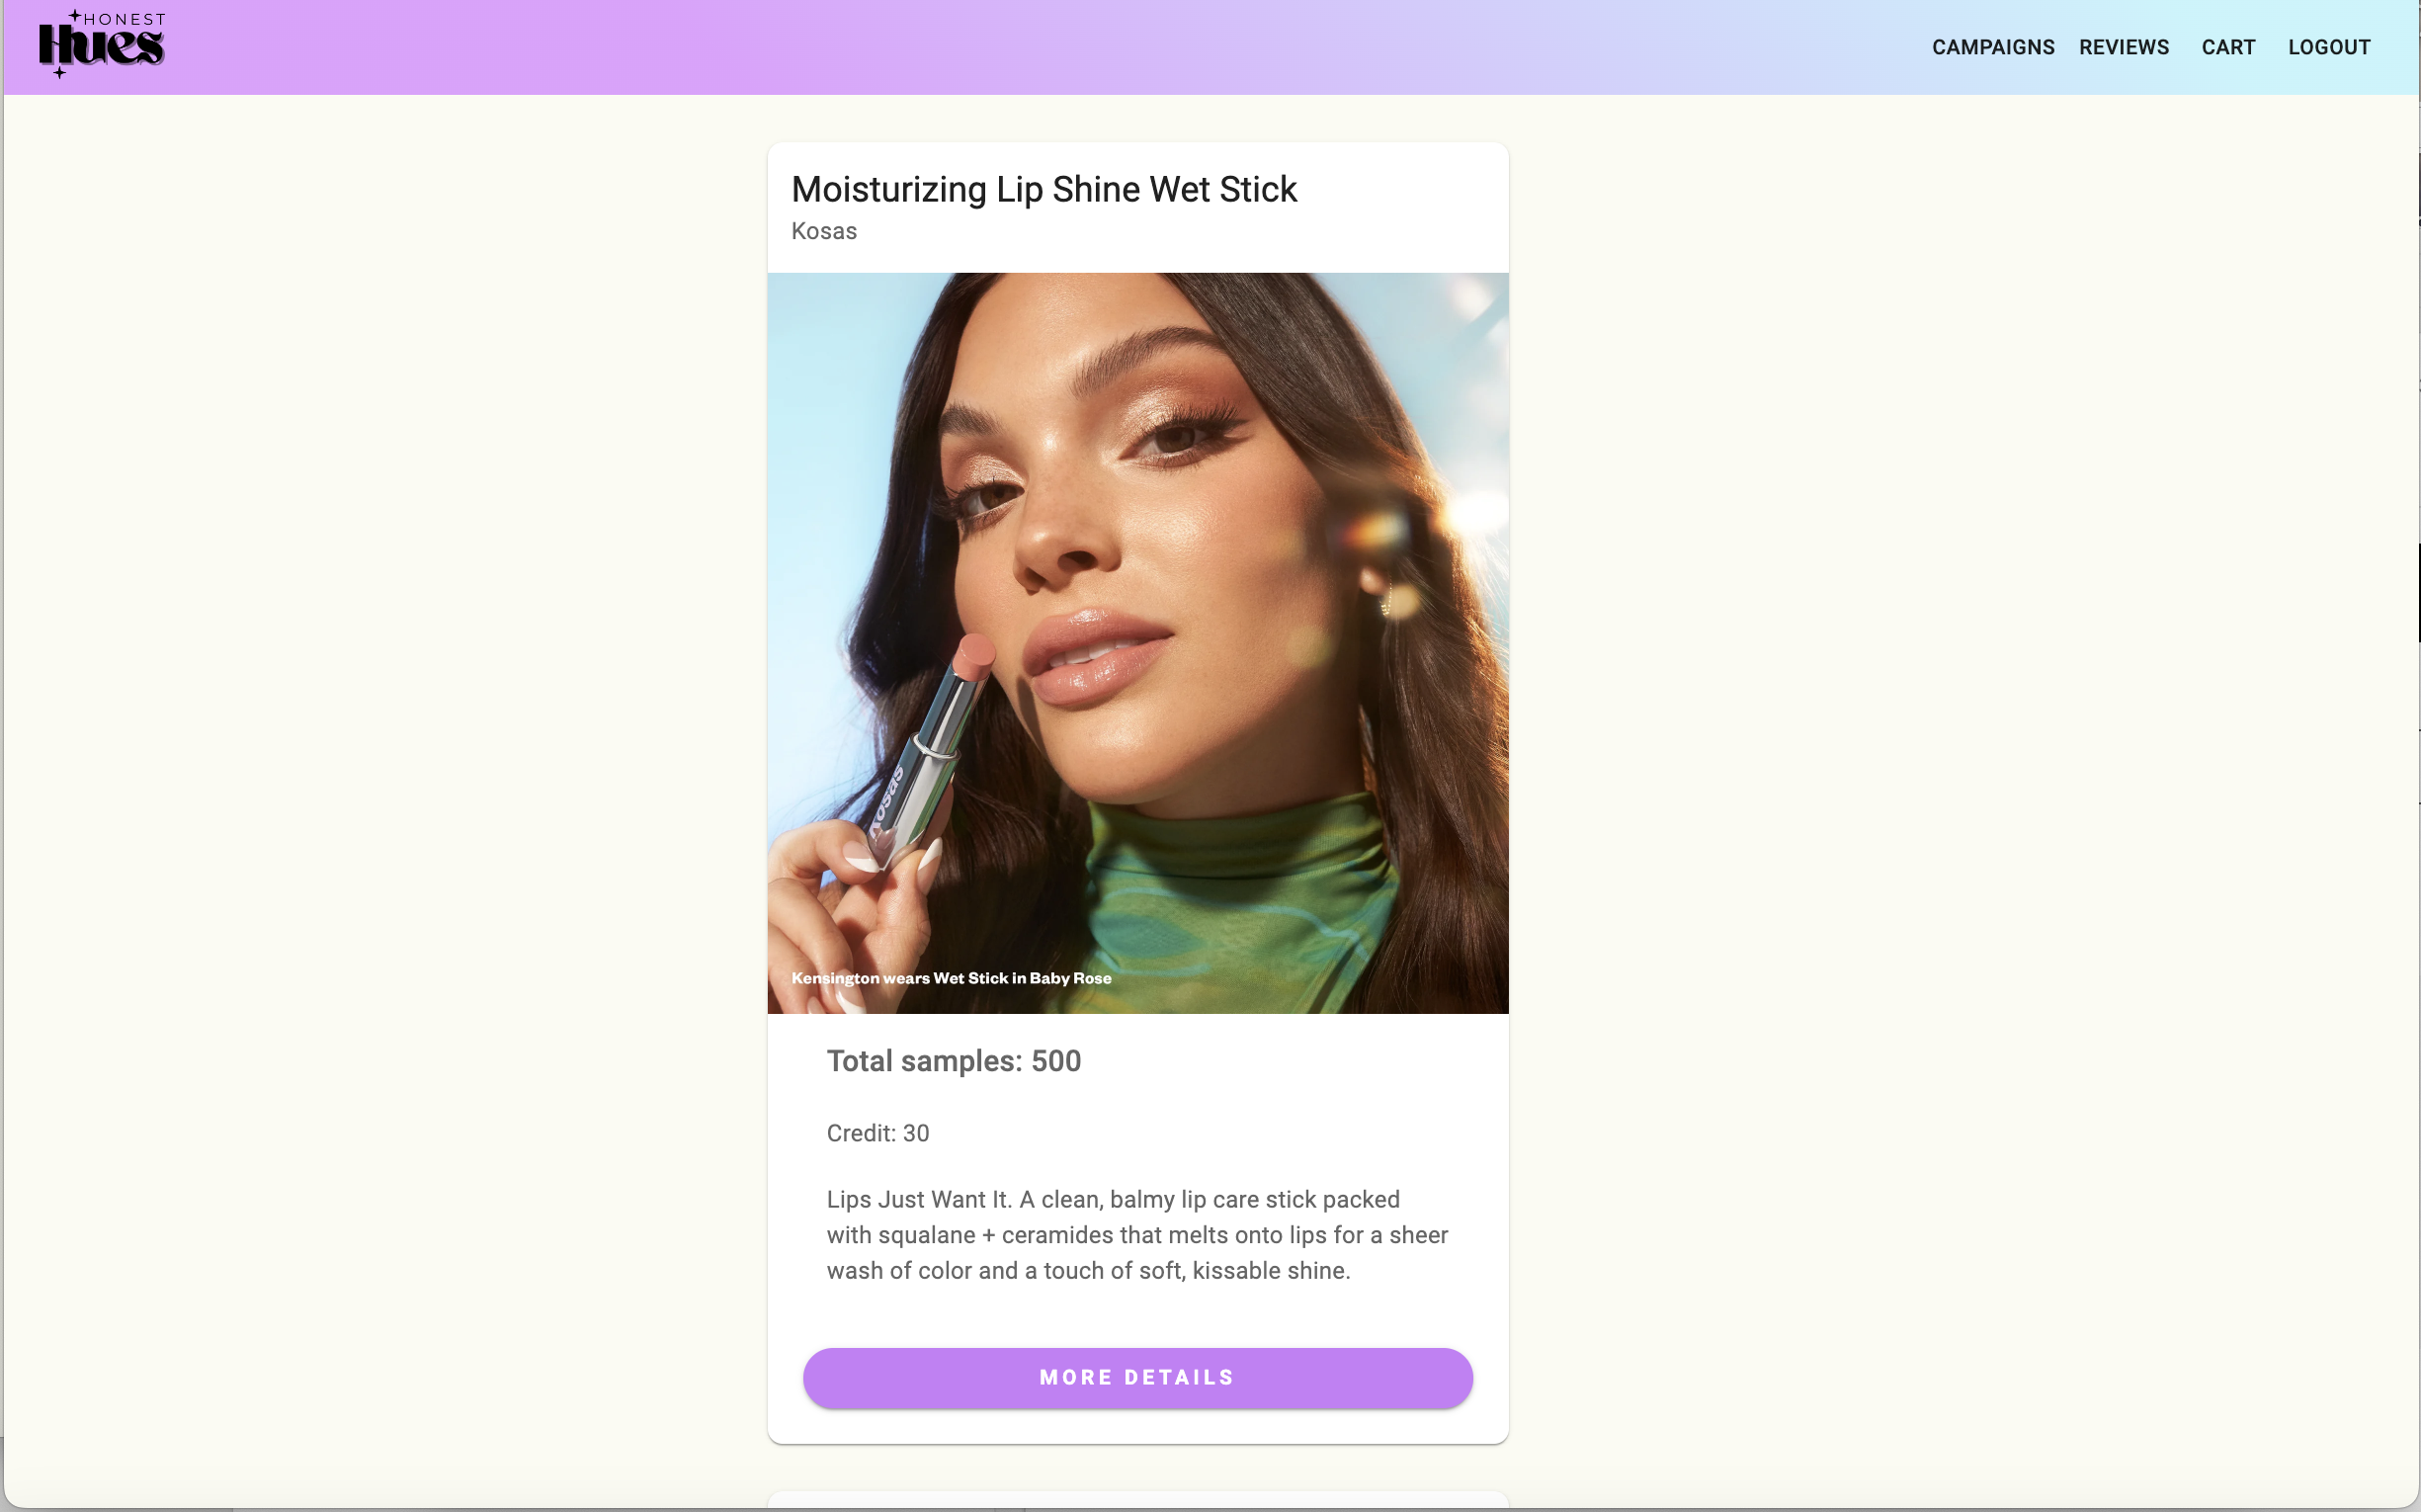 HONEST
Hues
CAMPAIGNS REVIEWS CART LOGOUT
Moisturizing Lip Shine Wet Stick
Kosas
Kosas
Kensington wears Wet Stick in Baby Rose
Total samples: 500
Credit: 30
Lips Just Want It. A clean, balmy lip care stick packed
with squalane + ceramides that melts onto lips for a sheer
wash of color and a touch of soft, kissable shine.
MORE DETAILS